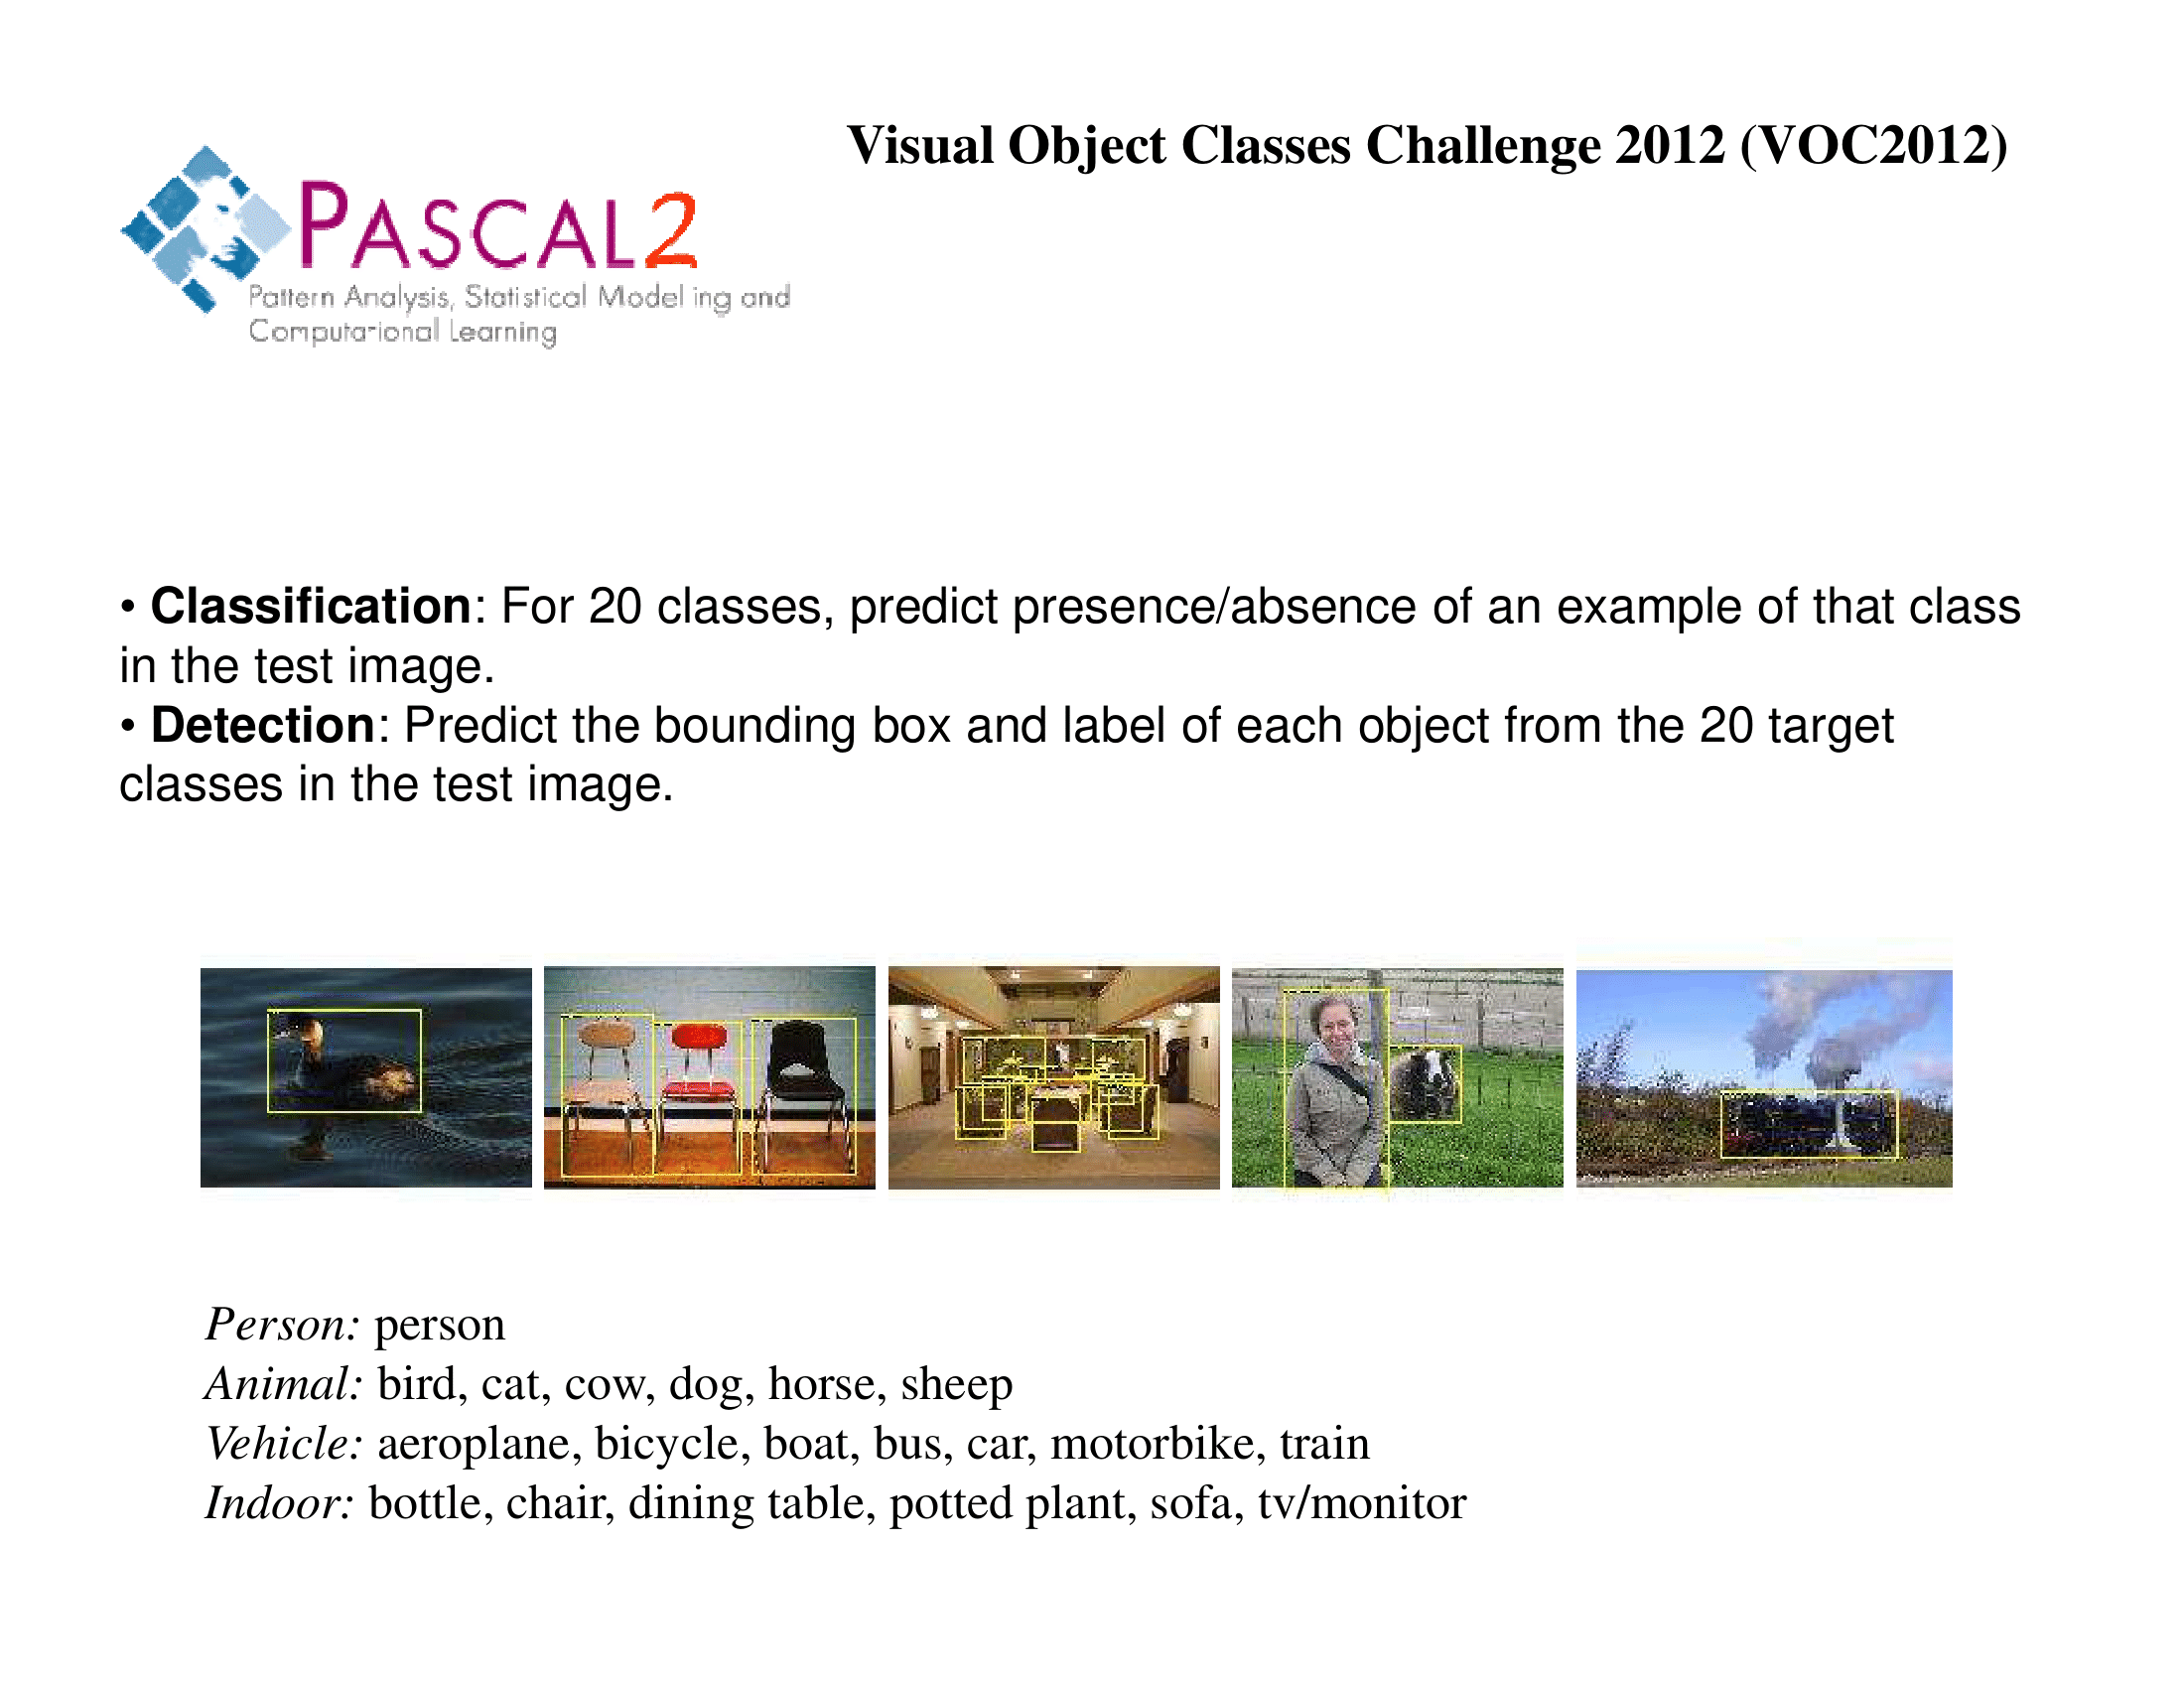 Visual Object Classes Challenge 2012 (VOC2012)
PASCAL2
Pattern Analysis, Statistical Modelling and
Computational Learning
• Classification: For 20 classes, predict presence/absence of an example of that class
in the test image.
• Detection: Predict the bounding box and label of each object from the 20 target
classes in the test image.
Person: person
Animal: bird, cat, cow, dog, horse, sheep
Vehicle: aeroplane, bicycle, boat, bus, car, motorbike, train
Indoor: bottle, chair, dining table, potted plant, sofa, tv/monitor